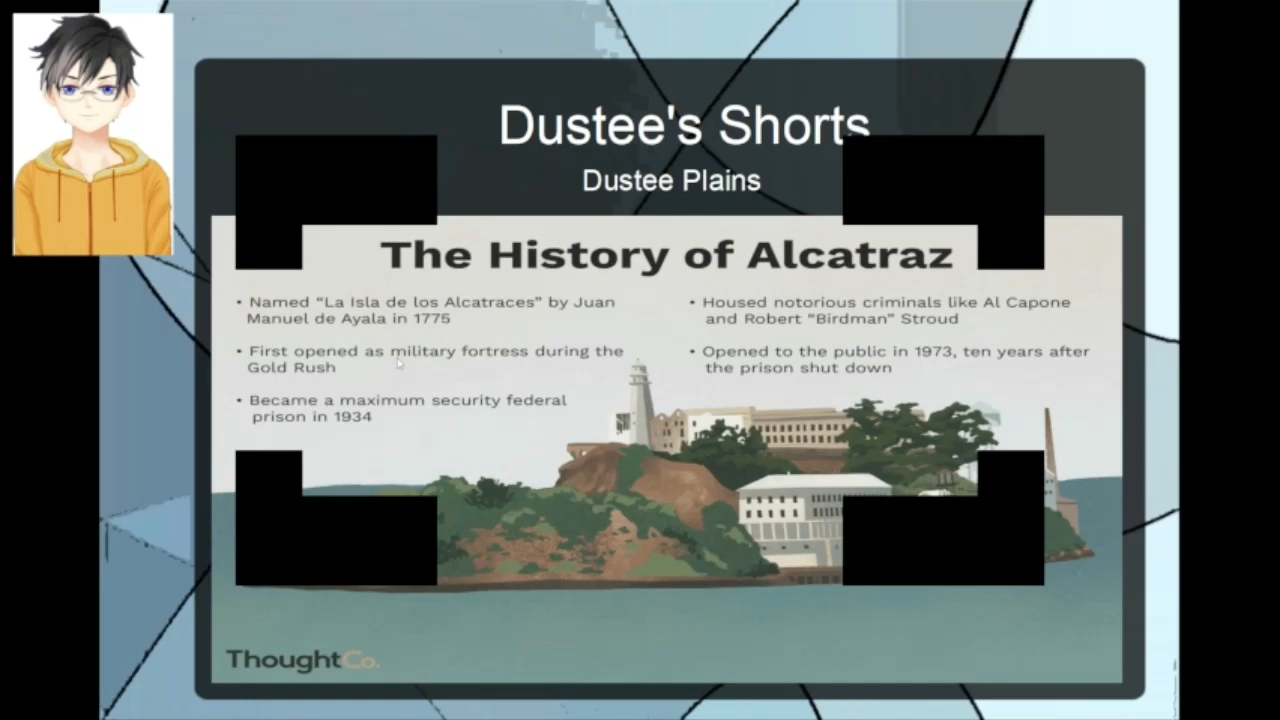 Dustee's Shorts
Dustee Plains
The History of Alcatraz
• Named “La Isla de los Alcatraces” by Juan
Manuel de Ayala in 1775
• First opened as military fortress during the
Gold Rush
• Became a maximum security federal
prison in 1934
• Housed notorious criminals like Al Capone
and Robert “Birdman” Stroud
• Opened to the public in 1973, ten years after
the prison shut down
ThoughtCo.